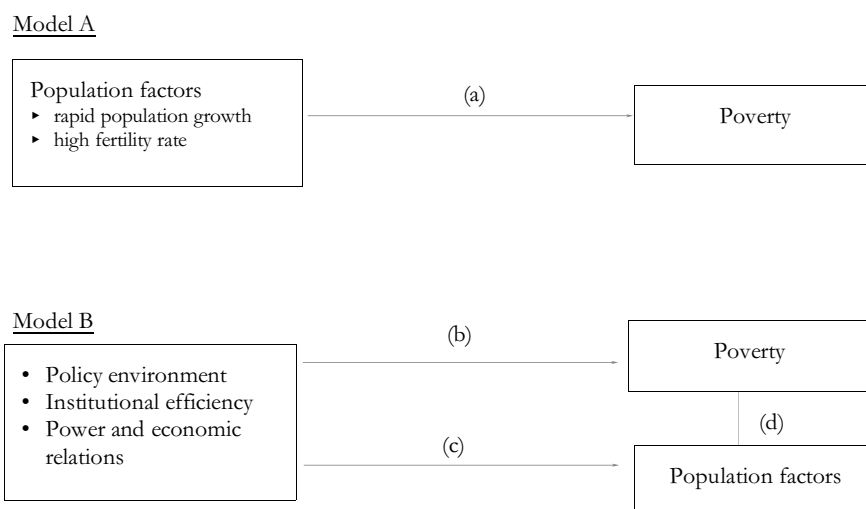 Model A
Population factors
▸ rapid population growth
▸ high fertility rate
(a)
Poverty
Model B
• Policy environment
• Institutional efficiency
• Power and economic
relations
(b)
Poverty
(c)
(d)
Population factors